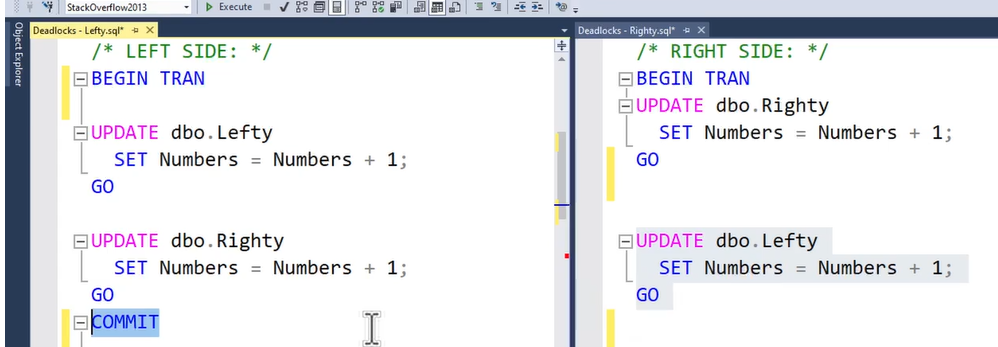 StackOverflow2013 Execute
Object Explorer
Deadlocks - Lefty.sql*
/* LEFT SIDE: */
BEGIN TRAN
UPDATE dbo.Lefty
SET Numbers = Numbers + 1;
GO
UPDATE dbo.Righty
SET Numbers = Numbers + 1;
GO
COMMIT
Deadlocks - Righty.sql*
/* RIGHT SIDE: */
BEGIN TRAN
UPDATE dbo.Righty
SET Numbers = Numbers + 1;
GO
UPDATE dbo.Lefty
SET Numbers = Numbers + 1;
GO